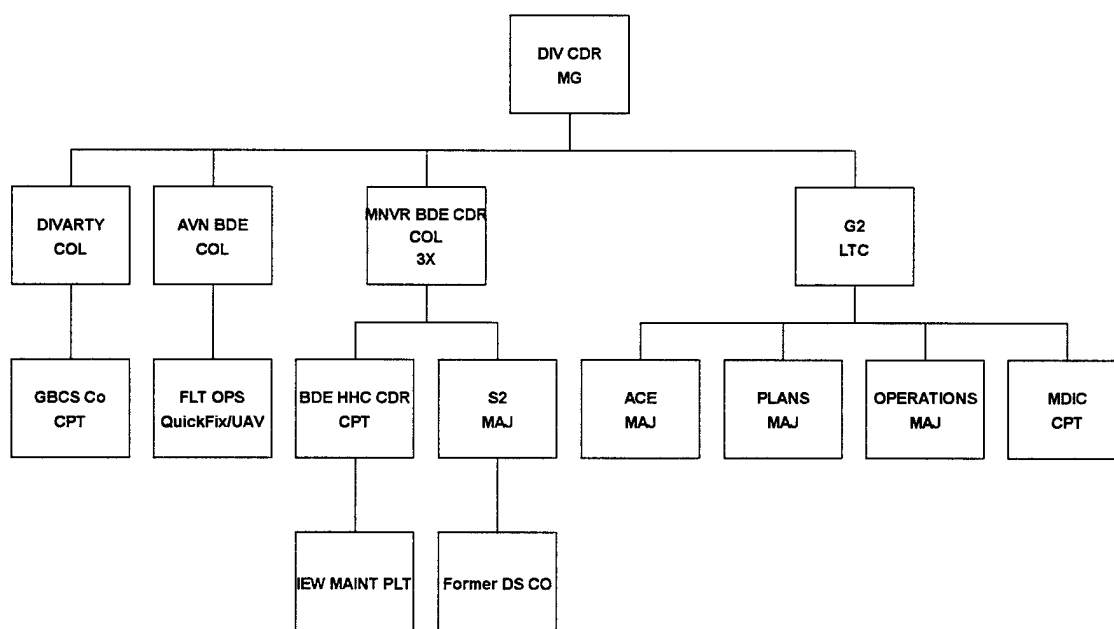 DIV CDR
MG
DIVARTY
COL
AVN BDE
COL
MNVR BDE CDR
COL
3X
G2
LTC
GBCS Co
CPT
FLT OPS
QuickFix/UAV
BDE HHC CDR
CPT
S2
MAJ
ACE
MAJ
PLANS
MAJ
OPERATIONS
MAJ
MDIC
CPT
IEW MAINT PLT
Former DS CO